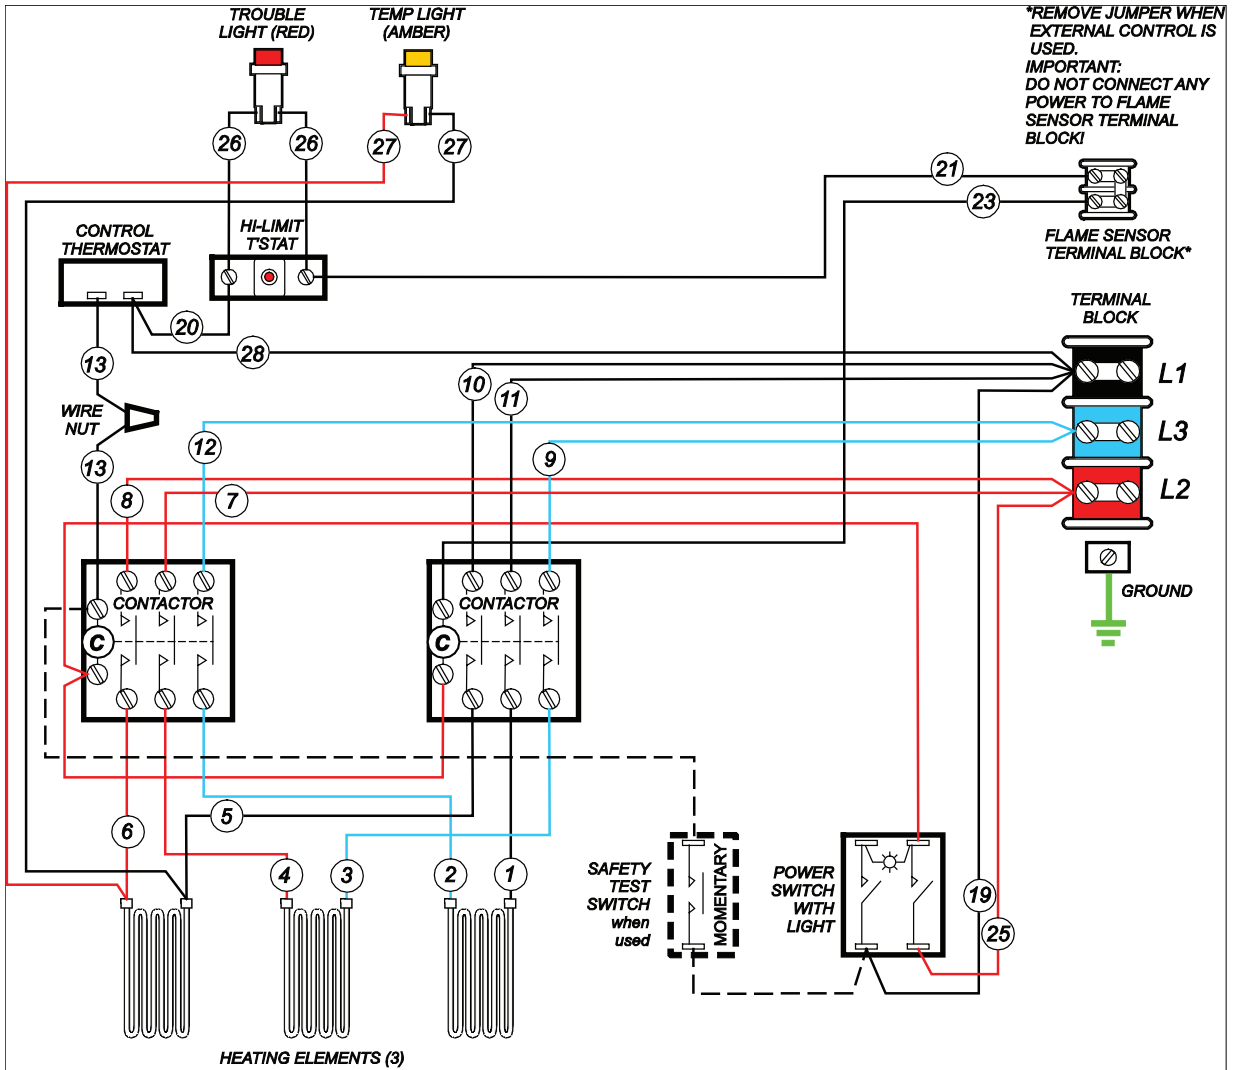 TROUBLE
LIGHT (RED)
TEMP LIGHT
(AMBER)
*REMOVE JUMPER WHEN
EXTERNAL CONTROL IS
USED.
IMPORTANT:
DO NOT CONNECT ANY
POWER TO FLAME
SENSOR TERMINAL
BLOCK!
26
26
27
27
21
23
CONTROL
THERMOSTAT
HI-LIMIT
T'STAT
FLAME SENSOR
TERMINAL BLOCK*
TERMINAL
BLOCK
20
28
13
10
11
L1
WIRE
NUT
12
9
L3
13
8
7
L2
CONTACTOR
C
CONTACTOR
C
GROUND
5
6
4
3
2
1
SAFETY
TEST
SWITCH
when
used
MOMENTARY
POWER
SWITCH
WITH
LIGHT
19
25
HEATING ELEMENTS (3)